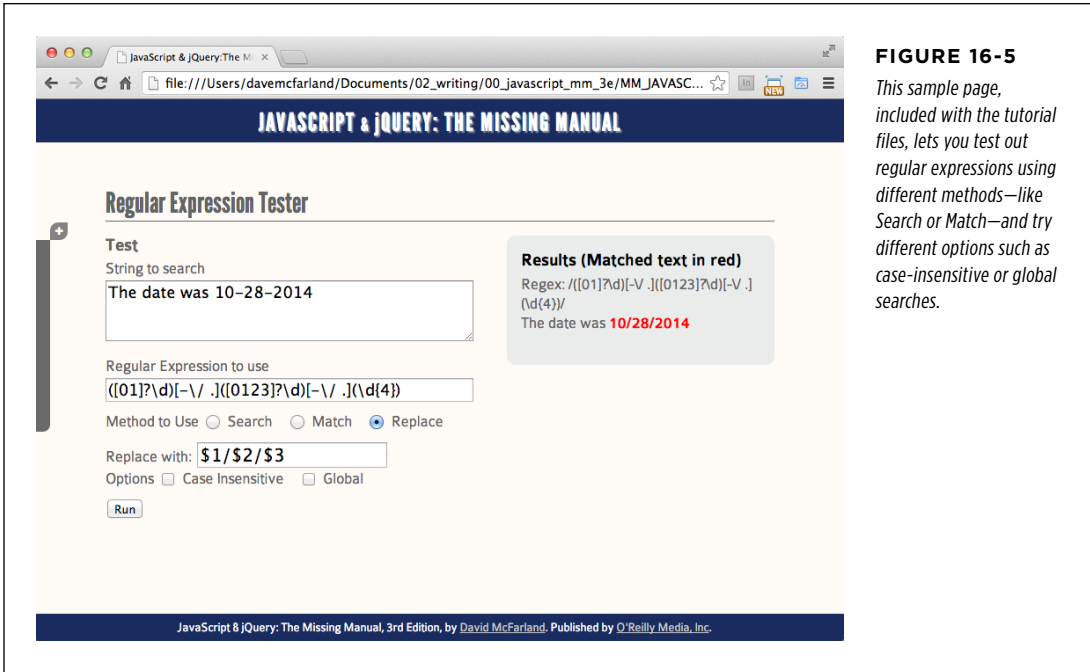 JavaScript & jQuery:The M
file:///Users/davemcfarland/Documents/02_writing/00_javascript_mm_3e/MM_JAVASC...
In
NEW
JAVASCRIPT & jQUERY: THE MISSING MANUAL
Regular Expression Tester
Test
String to search
The date was 10-28-2014
Regular Expression to use
([01]?\d)[-\/ .]([0123]?\d)[-\/ .](\d{4})
Method to Use Search Match Replace
Replace with: $1/$2/$3
Options Case Insensitive Global
Run
Results (Matched text in red)
Regex: /([01]?\d)[-\/ .]([0123]?\d)[-\/ .]
(\d{4})/
The date was 10/28/2014
JavaScript & jQuery: The Missing Manual, 3rd Edition, by David McFarland. Published by O'Reilly Media, Inc.
FIGURE 16-5
This sample page,
included with the tutorial
files, lets you test out
regular expressions using
different methods—like
Search or Match—and try
different options such as
case-insensitive or global
searches.